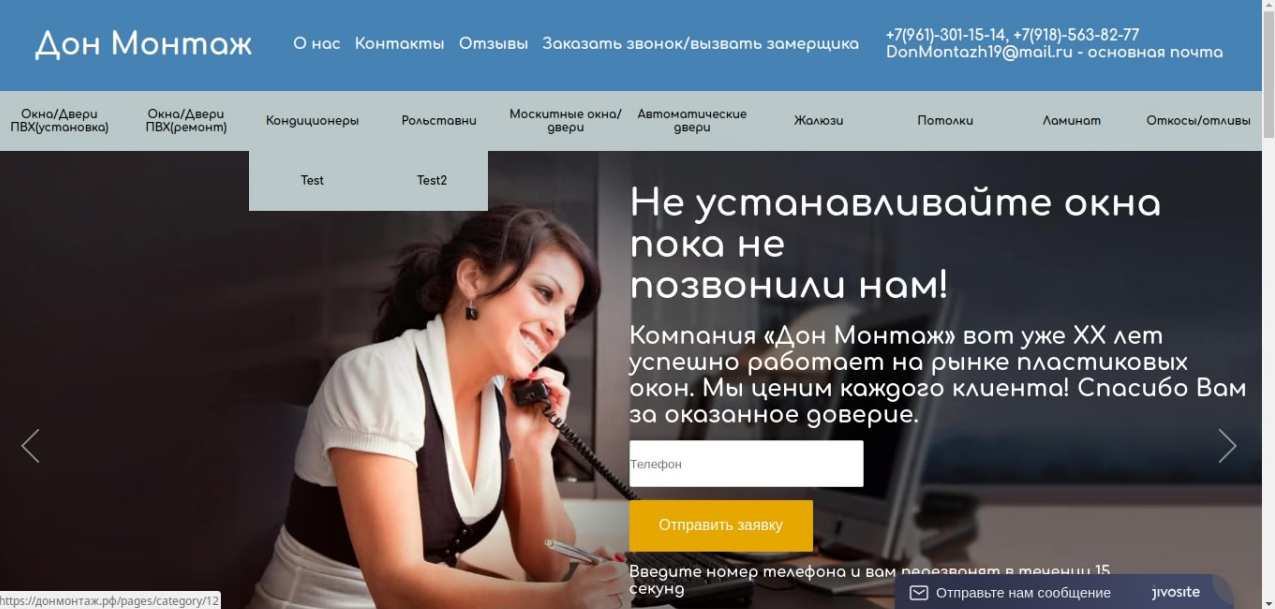 Дон Монтаж
О нас Контакты Отзывы Заказать звонок/вызвать замерщика
+7(961)-301-15-14, +7(918)-563-82-77
DonMontazh19@mail.ru - основная почта
Окна/Двери
ПВХ(установка)
Окна/Двери
ПВХ(ремонт)
Кондиционеры
Рольставни
Москитные окна/
двери
Автоматические
двери
Жалюзи
Потолки
Ламинат
Откосы/отливы
Test
Test2
Не устанавливайте окна
пока не
позвонили нам!
Компания «Дон Монтаж» вот уже XX лет
успешно работает на рынке пластиковых
окон. Мы ценим каждого клиента! Спасибо Вам
за оказанное доверие.
Телефон
Отправить заявку
Введите номер телефона и вам перезвонят в течении 15
секунд
Отправьте нам сообщение
jivosite
https://донмонтаж.рф/pages/category/12